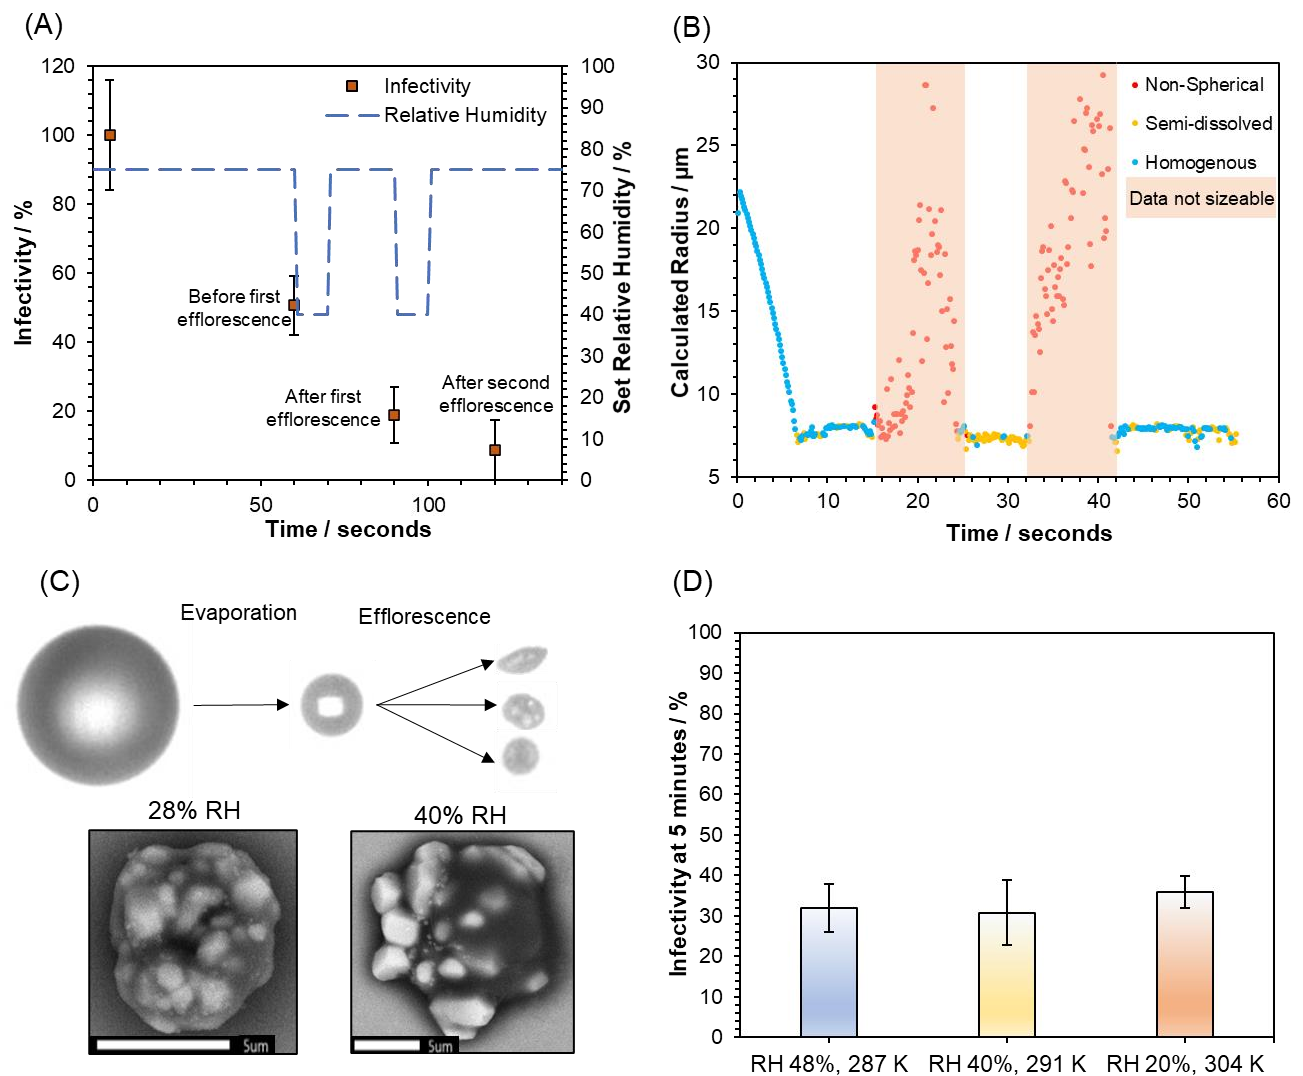 (A)
Infectivity / %
120
100
80
60
40
20
0
0
50
100
Time / seconds
Infectivity
Relative Humidity
Before first
efflorescence
After first
efflorescence
After second
efflorescence
100
90
80
70
60
50
40
30
20
10
0
Set Relative Humidity / %
(B)
Calculated Radius / µm
30
25
20
15
10
5
0
10
20
30
40
50
60
Time / seconds
Non-Spherical
Semi-dissolved
Homogenous
Data not sizeable
(C)
Evaporation
Efflorescence
28% RH
40% RH
5um
5um
(D)
Infectivity at 5 minutes / %
100
90
80
70
60
50
40
30
20
10
0
RH 48%, 287 K
RH 40%, 291 K
RH 20%, 304 K